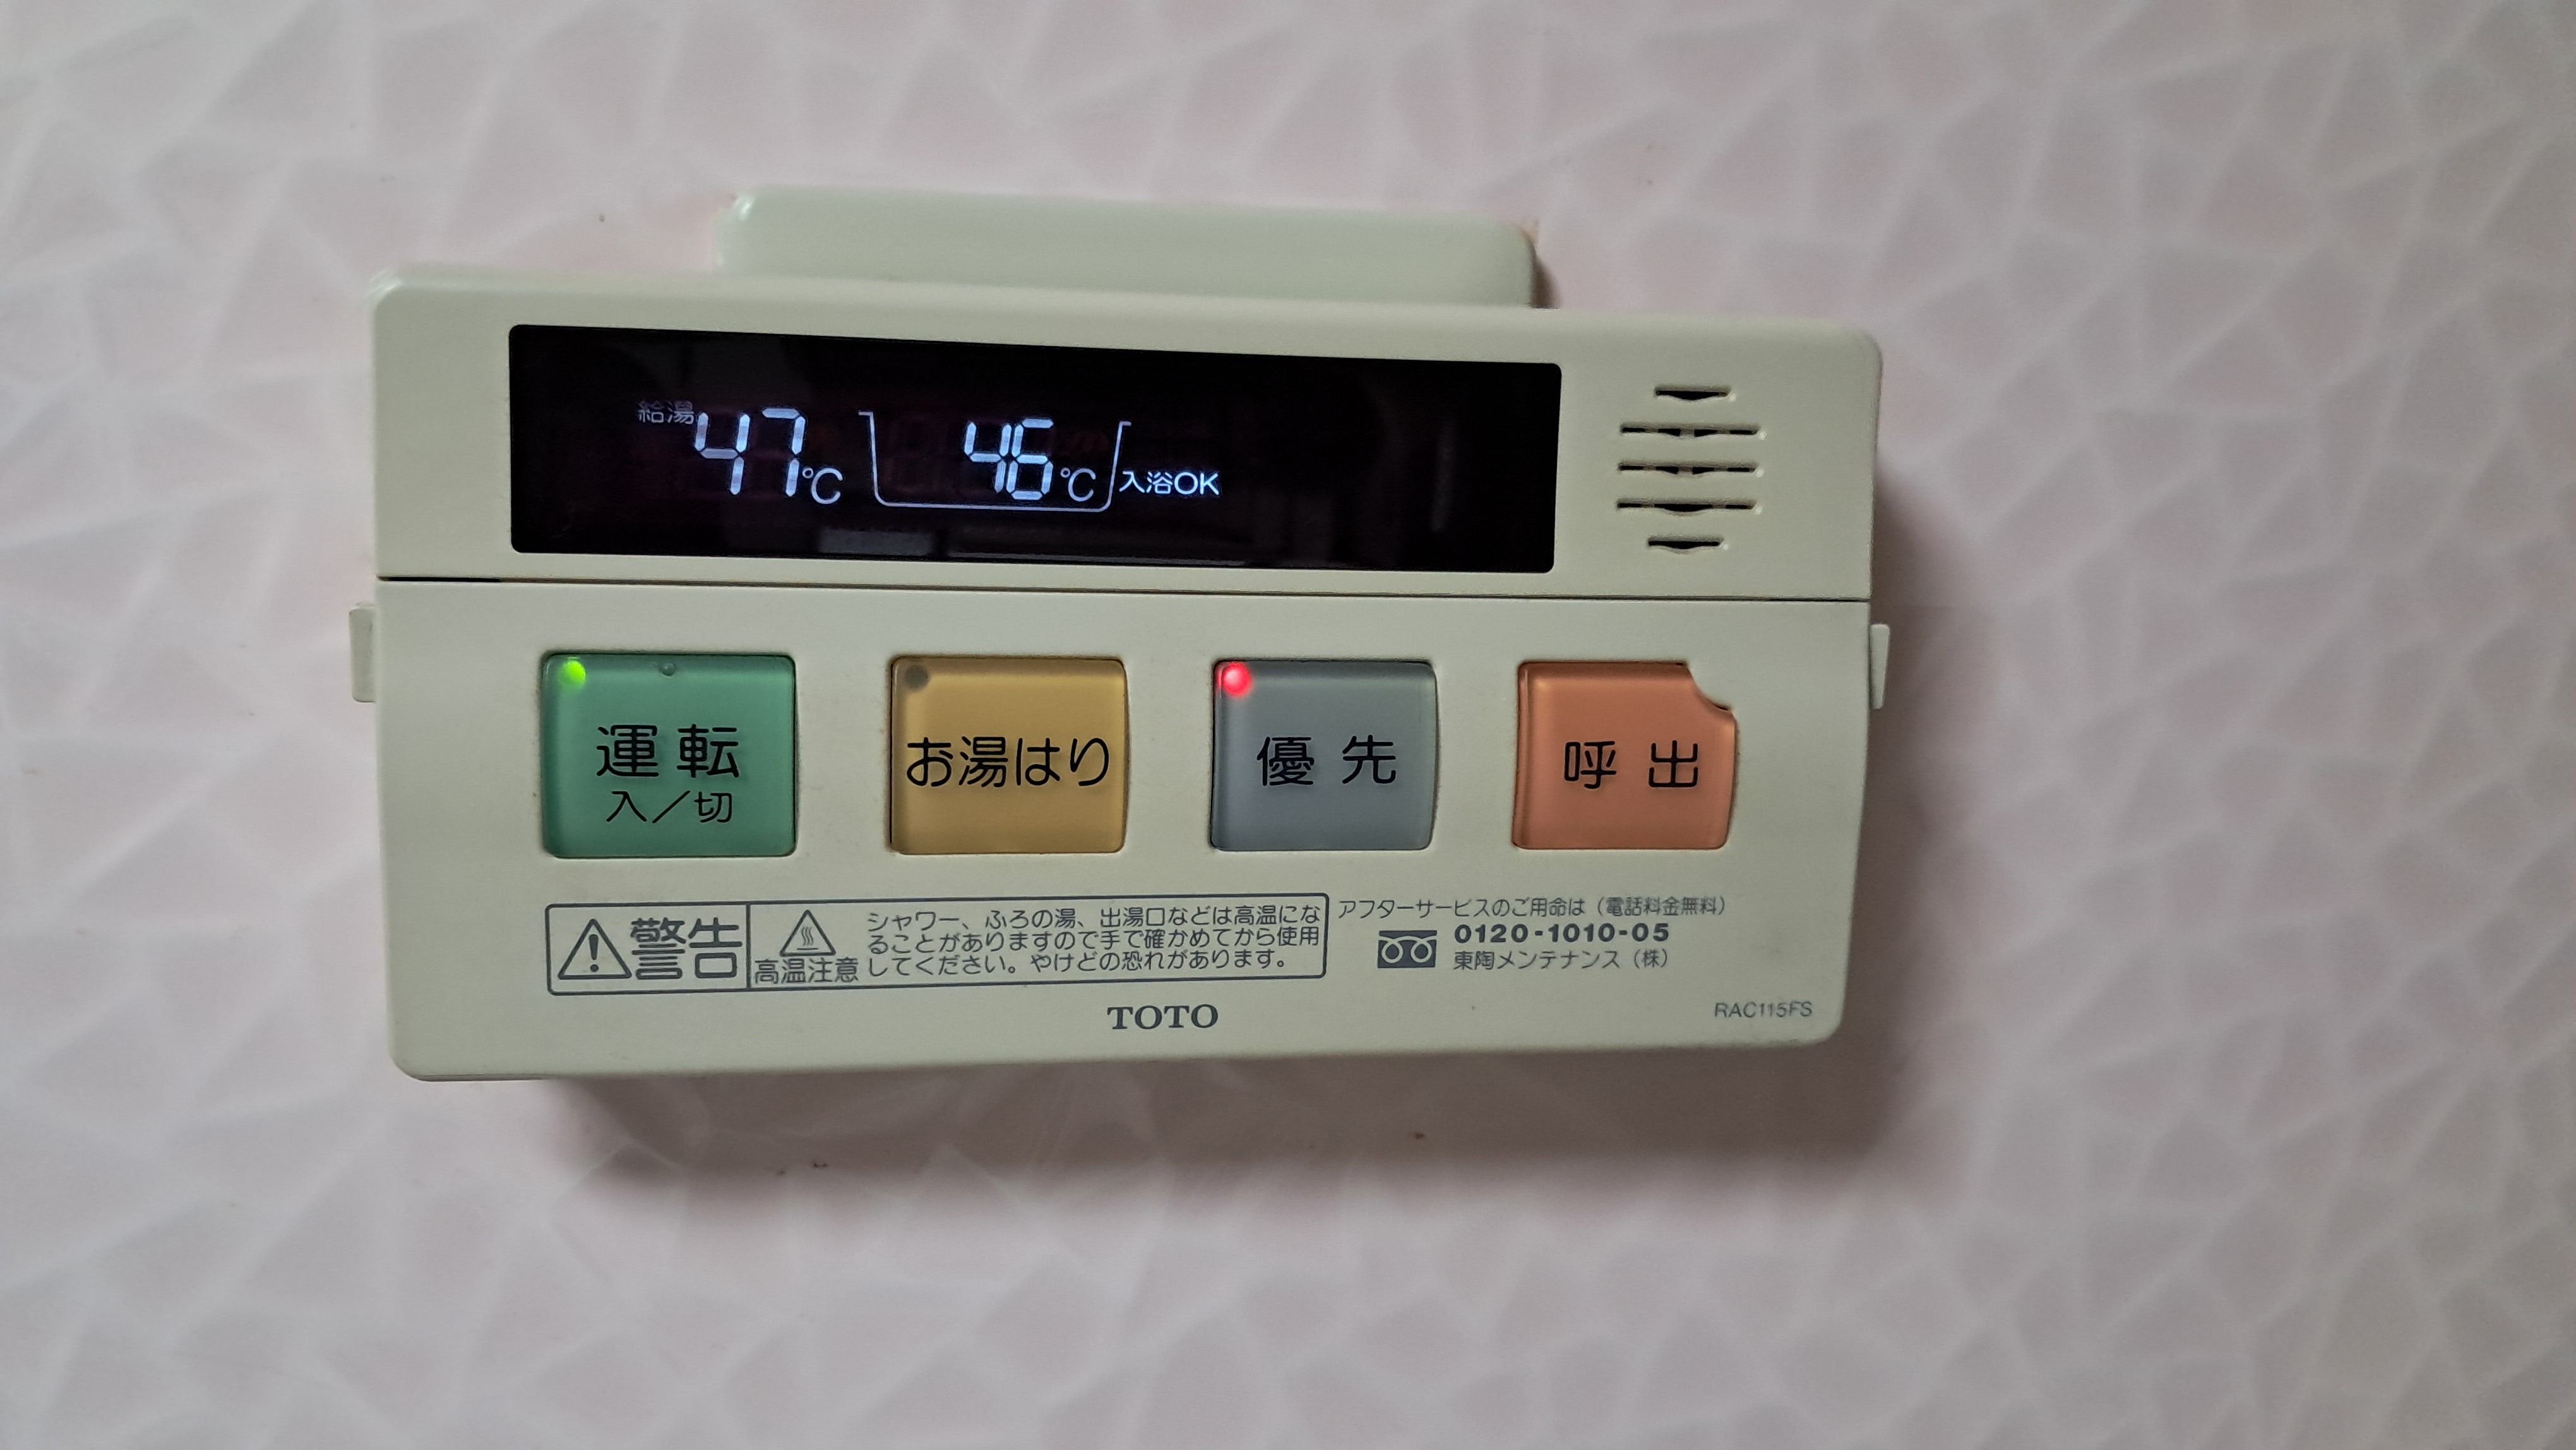 給湯 47℃ 46℃ 入浴OK
運転 お湯はり 優先 呼出
入／切
警告
高温注意
シャワー、ふろの湯、出湯口などは高温にな
ることがありますので手で確かめてから使用
してください。やけどの恐れがあります。
アフターサービスのご用命は（電話料金無料）
0120-1010-05
東陶メンテナンス（株）
TOTO
RAC115FS